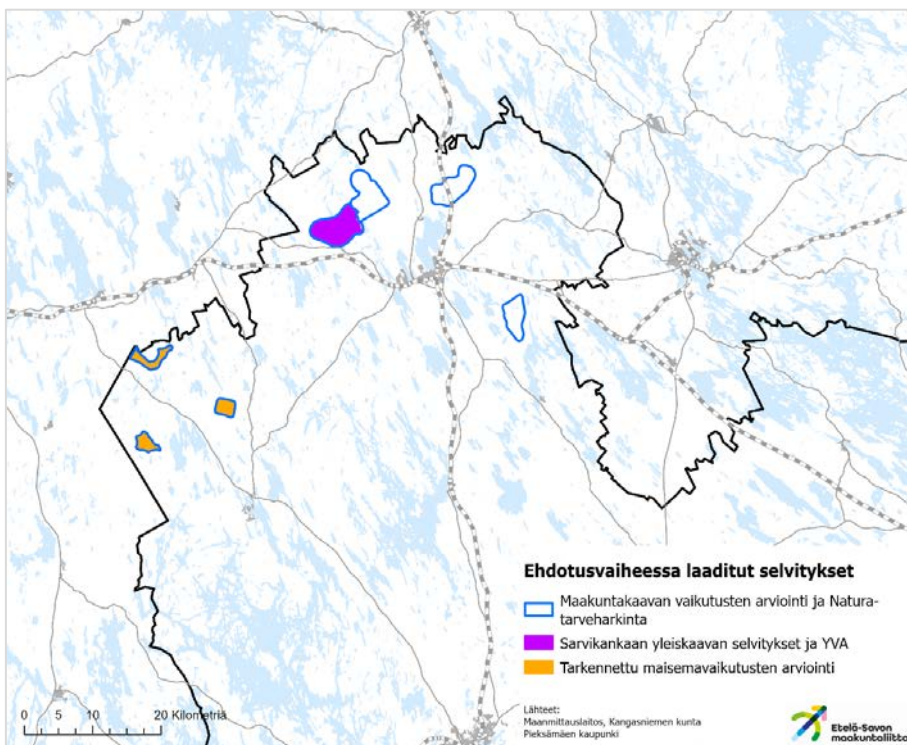 Ehdotusvaiheessa laaditut selvitykset
Maakuntakaavan vaikutusten arviointi ja Natura-
tarveharkinta
Sarvikankaan yleiskaavan selvitykset ja YVA
Tarkennettu maisemavaikutusten arviointi
0 5 10 20 Kilometriä
Lähteet:
Maanmittauslaitos, Kangasniemen kunta
Pieksämäen kaupunki
Etelä-Savon
maakuntaliitto